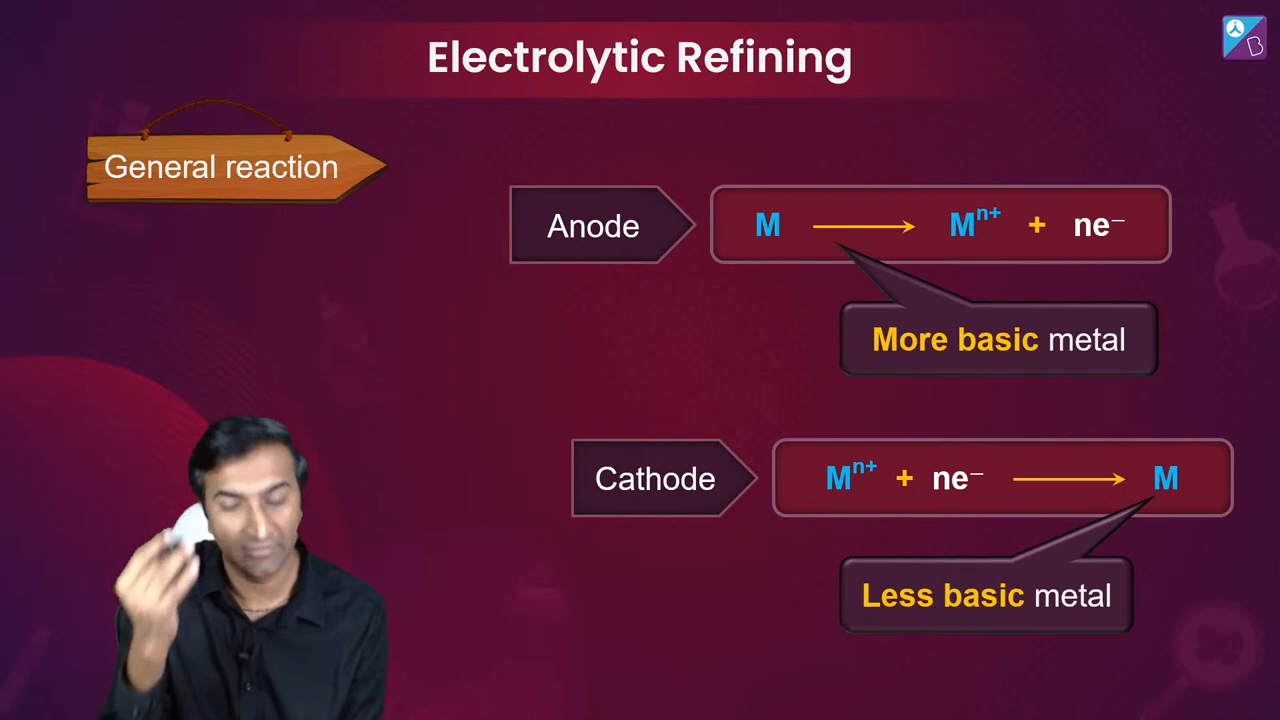 Electrolytic Refining
General reaction
Anode
M ⟶ Mⁿ⁺ + ne⁻
More basic metal
Cathode
Mⁿ⁺ + ne⁻ ⟶ M
Less basic metal
B